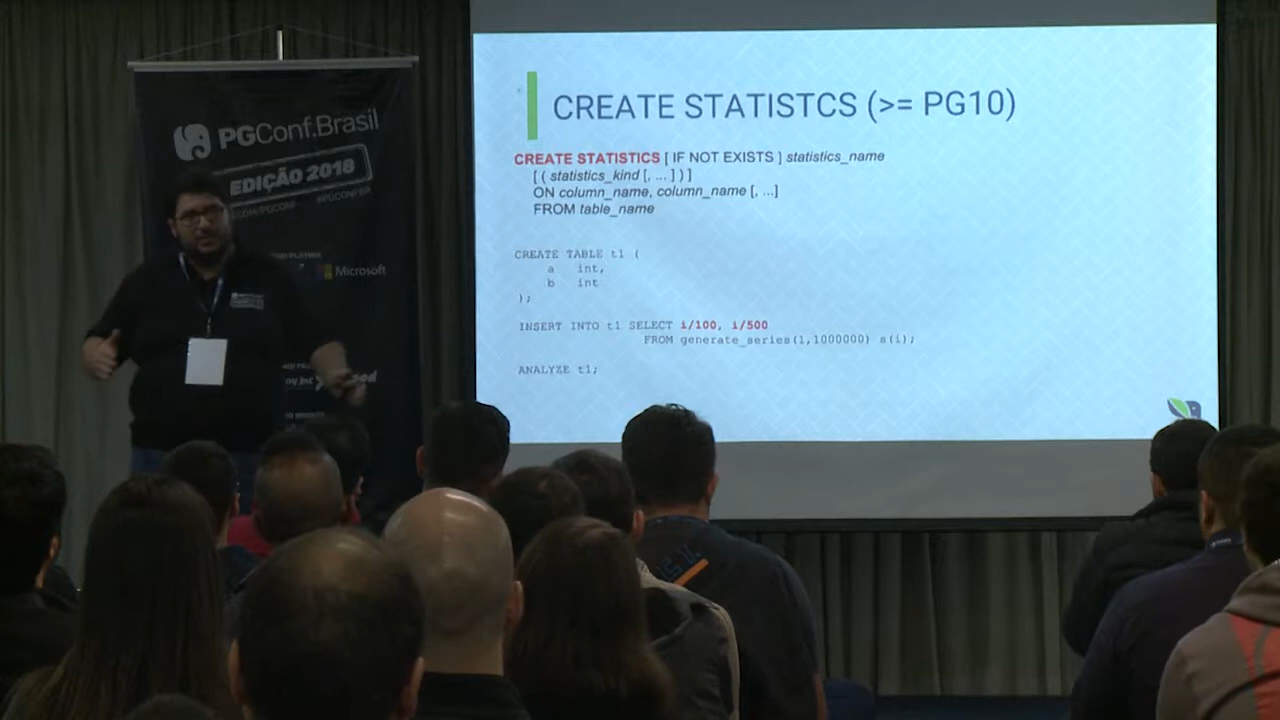 PGConf.Brasil
EDIÇÃO 2018
Microsoft
CREATE STATISTCS (>= PG10)
CREATE STATISTICS [ IF NOT EXISTS ] statistics_name
[ ( statistics_kind [, ... ] ) ]
ON column_name, column_name [, ...]
FROM table_name
CREATE TABLE t1 (
a int,
b int
);
INSERT INTO t1 SELECT i/100, i/500
FROM generate_series(1,1000000) s(i);
ANALYZE t1;